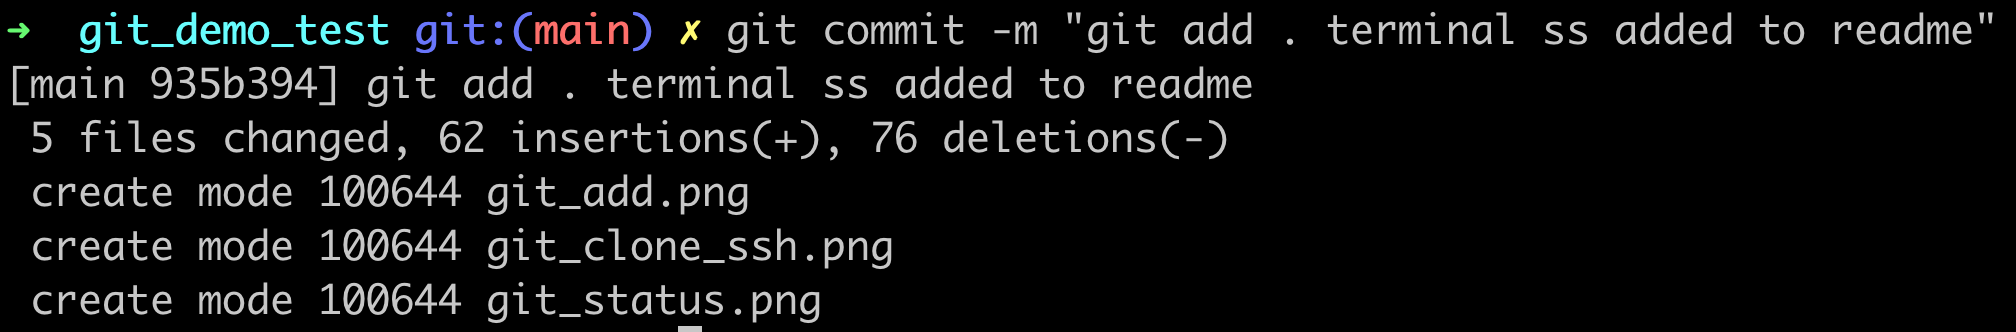 ➜  git_demo_test git:(main) ✗ git commit -m "git add . terminal ss added to readme"
[main 935b394] git add . terminal ss added to readme
 5 files changed, 62 insertions(+), 76 deletions(-)
 create mode 100644 git_add.png
 create mode 100644 git_clone_ssh.png
 create mode 100644 git_status.png